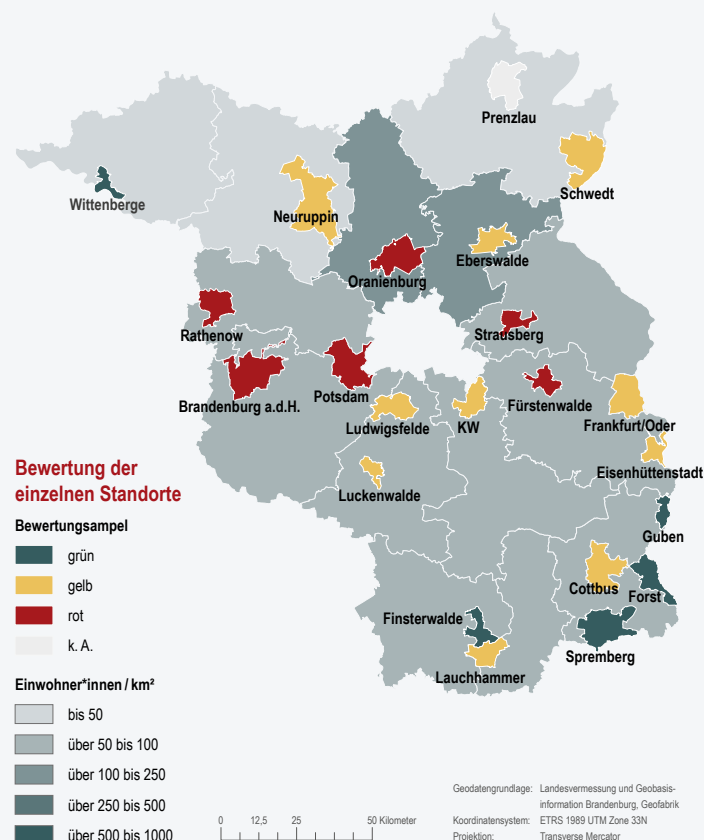 Prenzlau
Schwedt
Wittenberge
Neuruppin
Eberswalde
Oranienburg
Rathenow
Strausberg
Brandenburg a.d.H.
Potsdam
Fürstenwalde
Ludwigsfelde
KW
Frankfurt/Oder
Eisenhüttenstadt
Luckenwalde
Guben
Cottbus
Forst
Finsterwalde
Spremberg
Lauchhammer
Bewertung der
einzelnen Standorte
Bewertungsampel
grün
gelb
rot
k. A.
Einwohner*innen / km²
bis 50
über 50 bis 100
über 100 bis 250
über 250 bis 500
über 500 bis 1000
0 12,5 25 50 Kilometer
Geodatengrundlage: Landesvermessung und Geobasis-
information Brandenburg, Geofabrik
Koordinatensystem: ETRS 1989 UTM Zone 33N
Projektion: Transverse Mercator